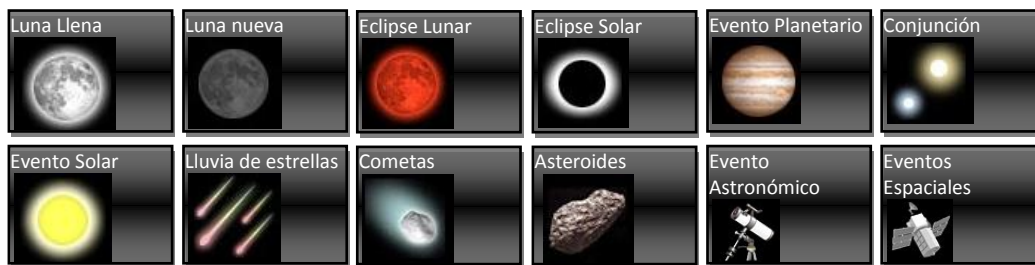 Luna Llena
Luna nueva
Eclipse Lunar
Eclipse Solar
Evento Planetario
Conjunción
Evento Solar
Lluvia de estrellas
Cometas
Asteroides
Evento
Astronómico
Eventos
Espaciales